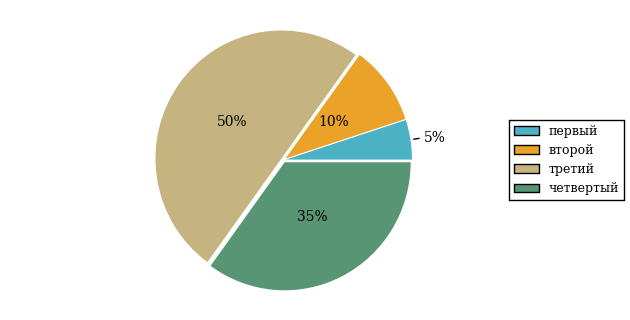 50%
10%
5%
35%
первый
второй
третий
четвертый